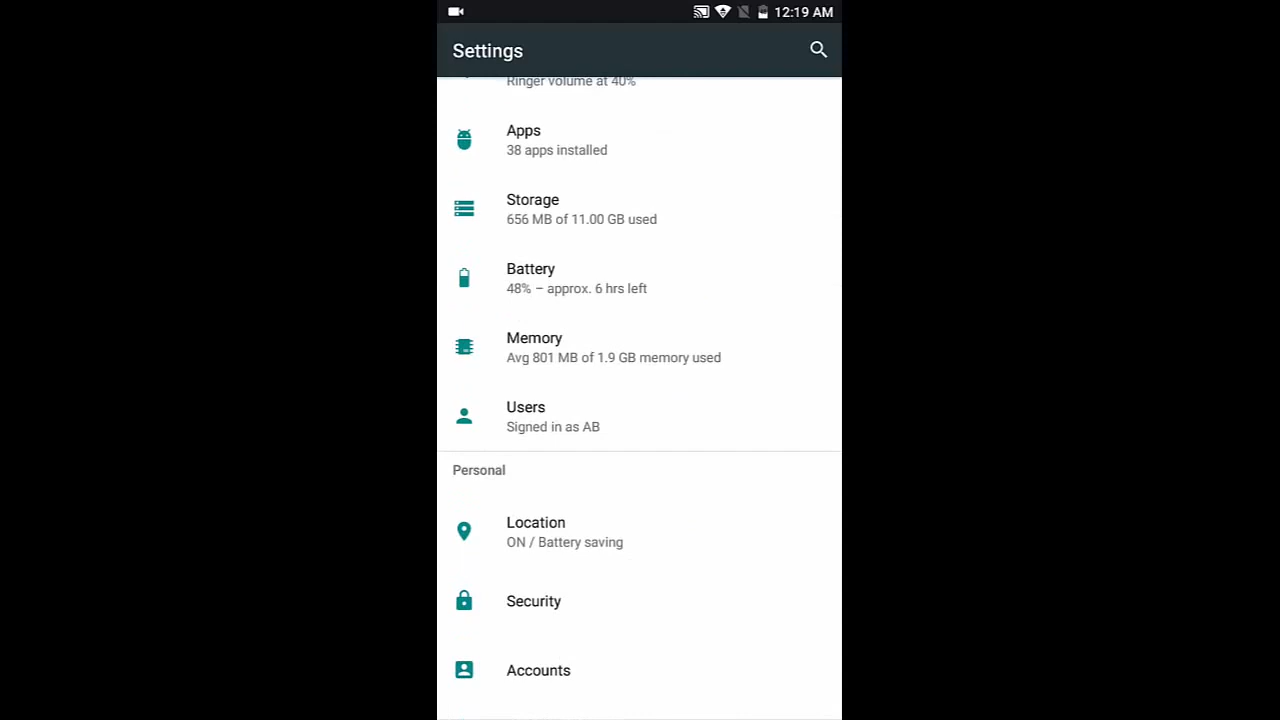 12:19 AM
Settings
Ringer volume at 40%
Apps
38 apps installed
Storage
656 MB of 11.00 GB used
Battery
48% – approx. 6 hrs left
Memory
Avg 801 MB of 1.9 GB memory used
Users
Signed in as AB
Personal
Location
ON / Battery saving
Security
Accounts